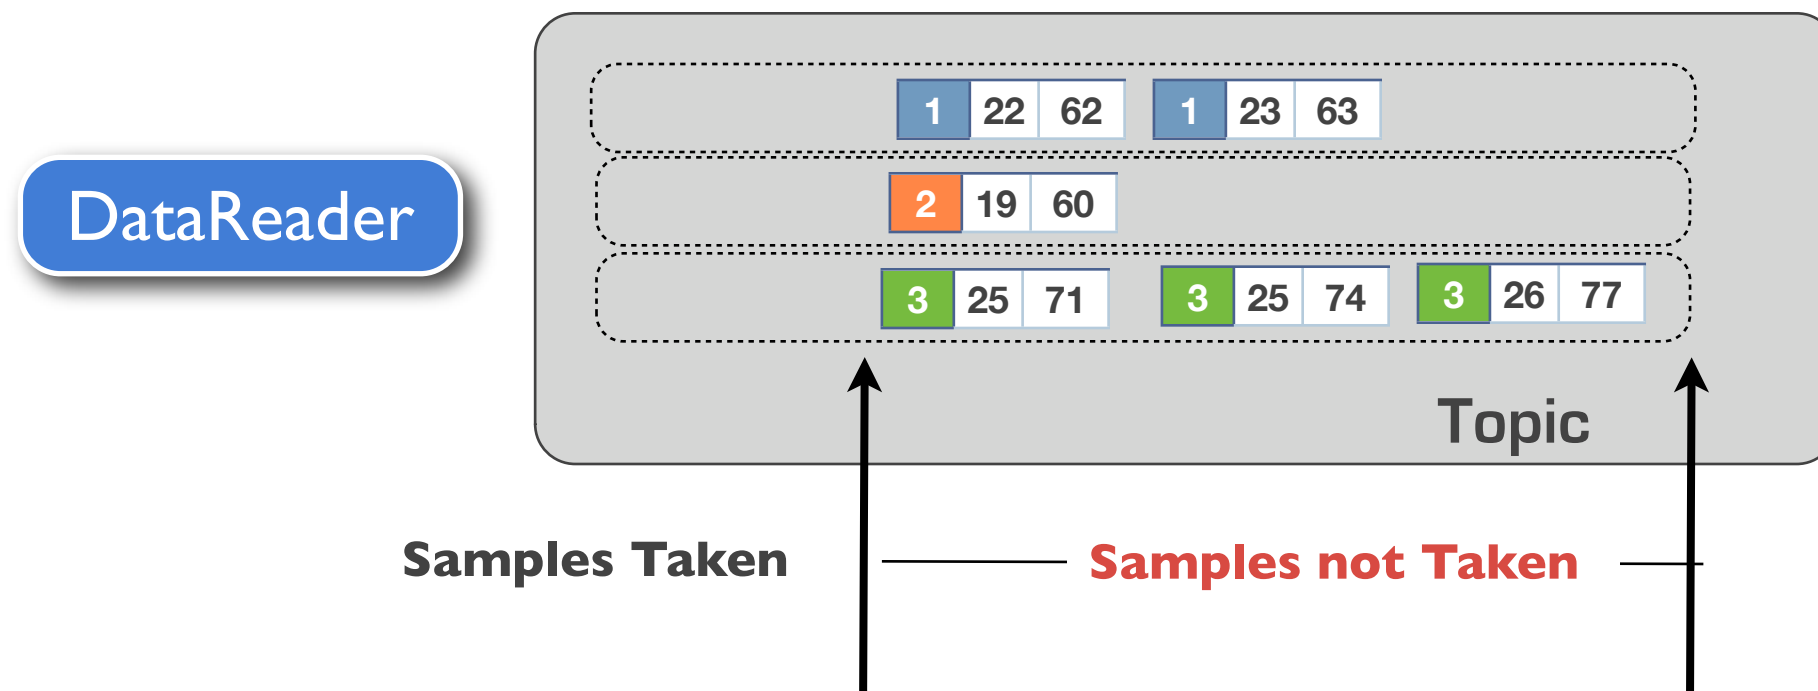 1 22 62 1 23 63
DataReader
2 19 60
3 25 71 3 25 74 3 26 77
Topic
Samples Taken Samples not Taken